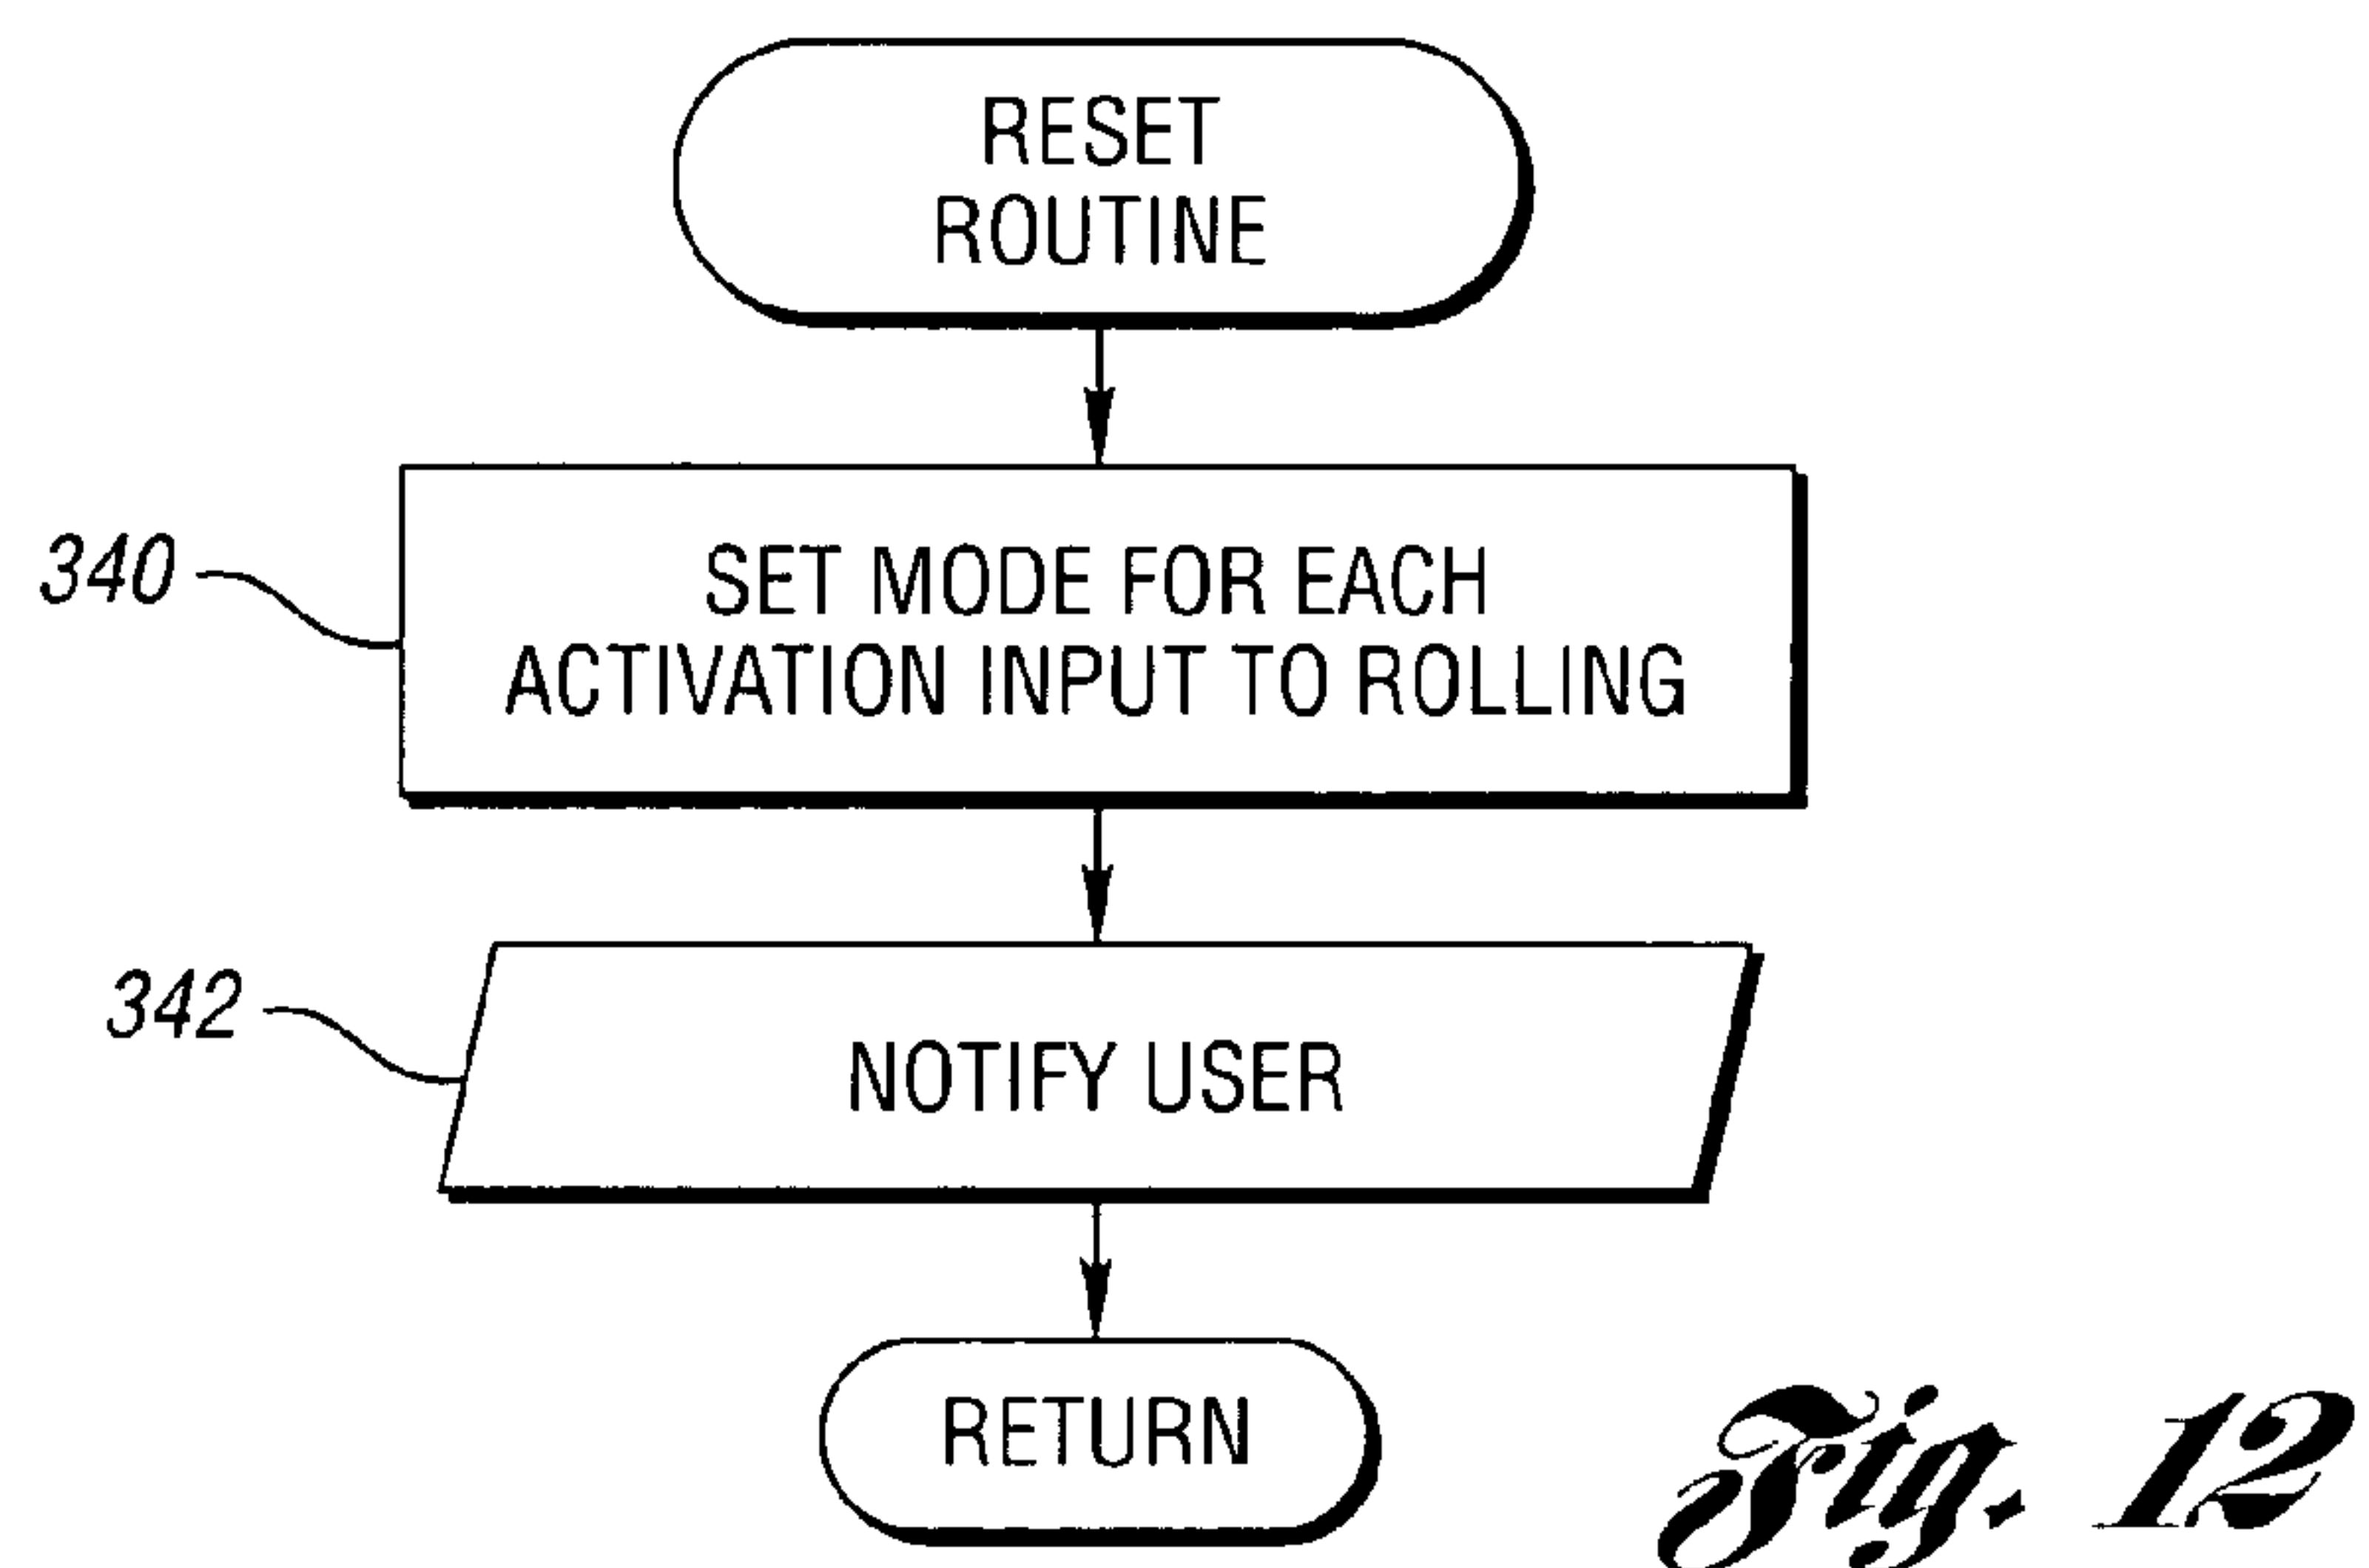 RESET
ROUTINE
340
SET MODE FOR EACH
ACTIVATION INPUT TO ROLLING
342
NOTIFY USER
RETURN
Fig. 12